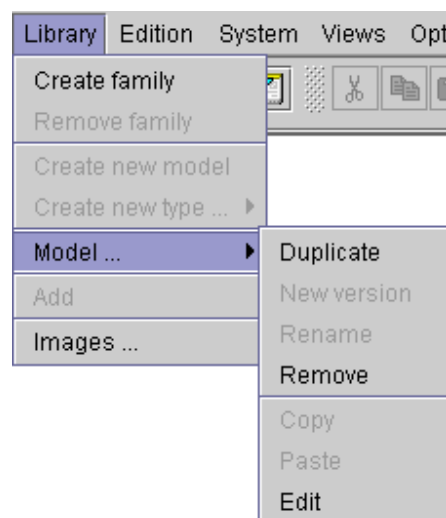 Library Edition System Views
Create family
Remove family
Create new model
Create new type ...
Model ...
Add
Images ...
Duplicate
New version
Rename
Remove
Copy
Paste
Edit